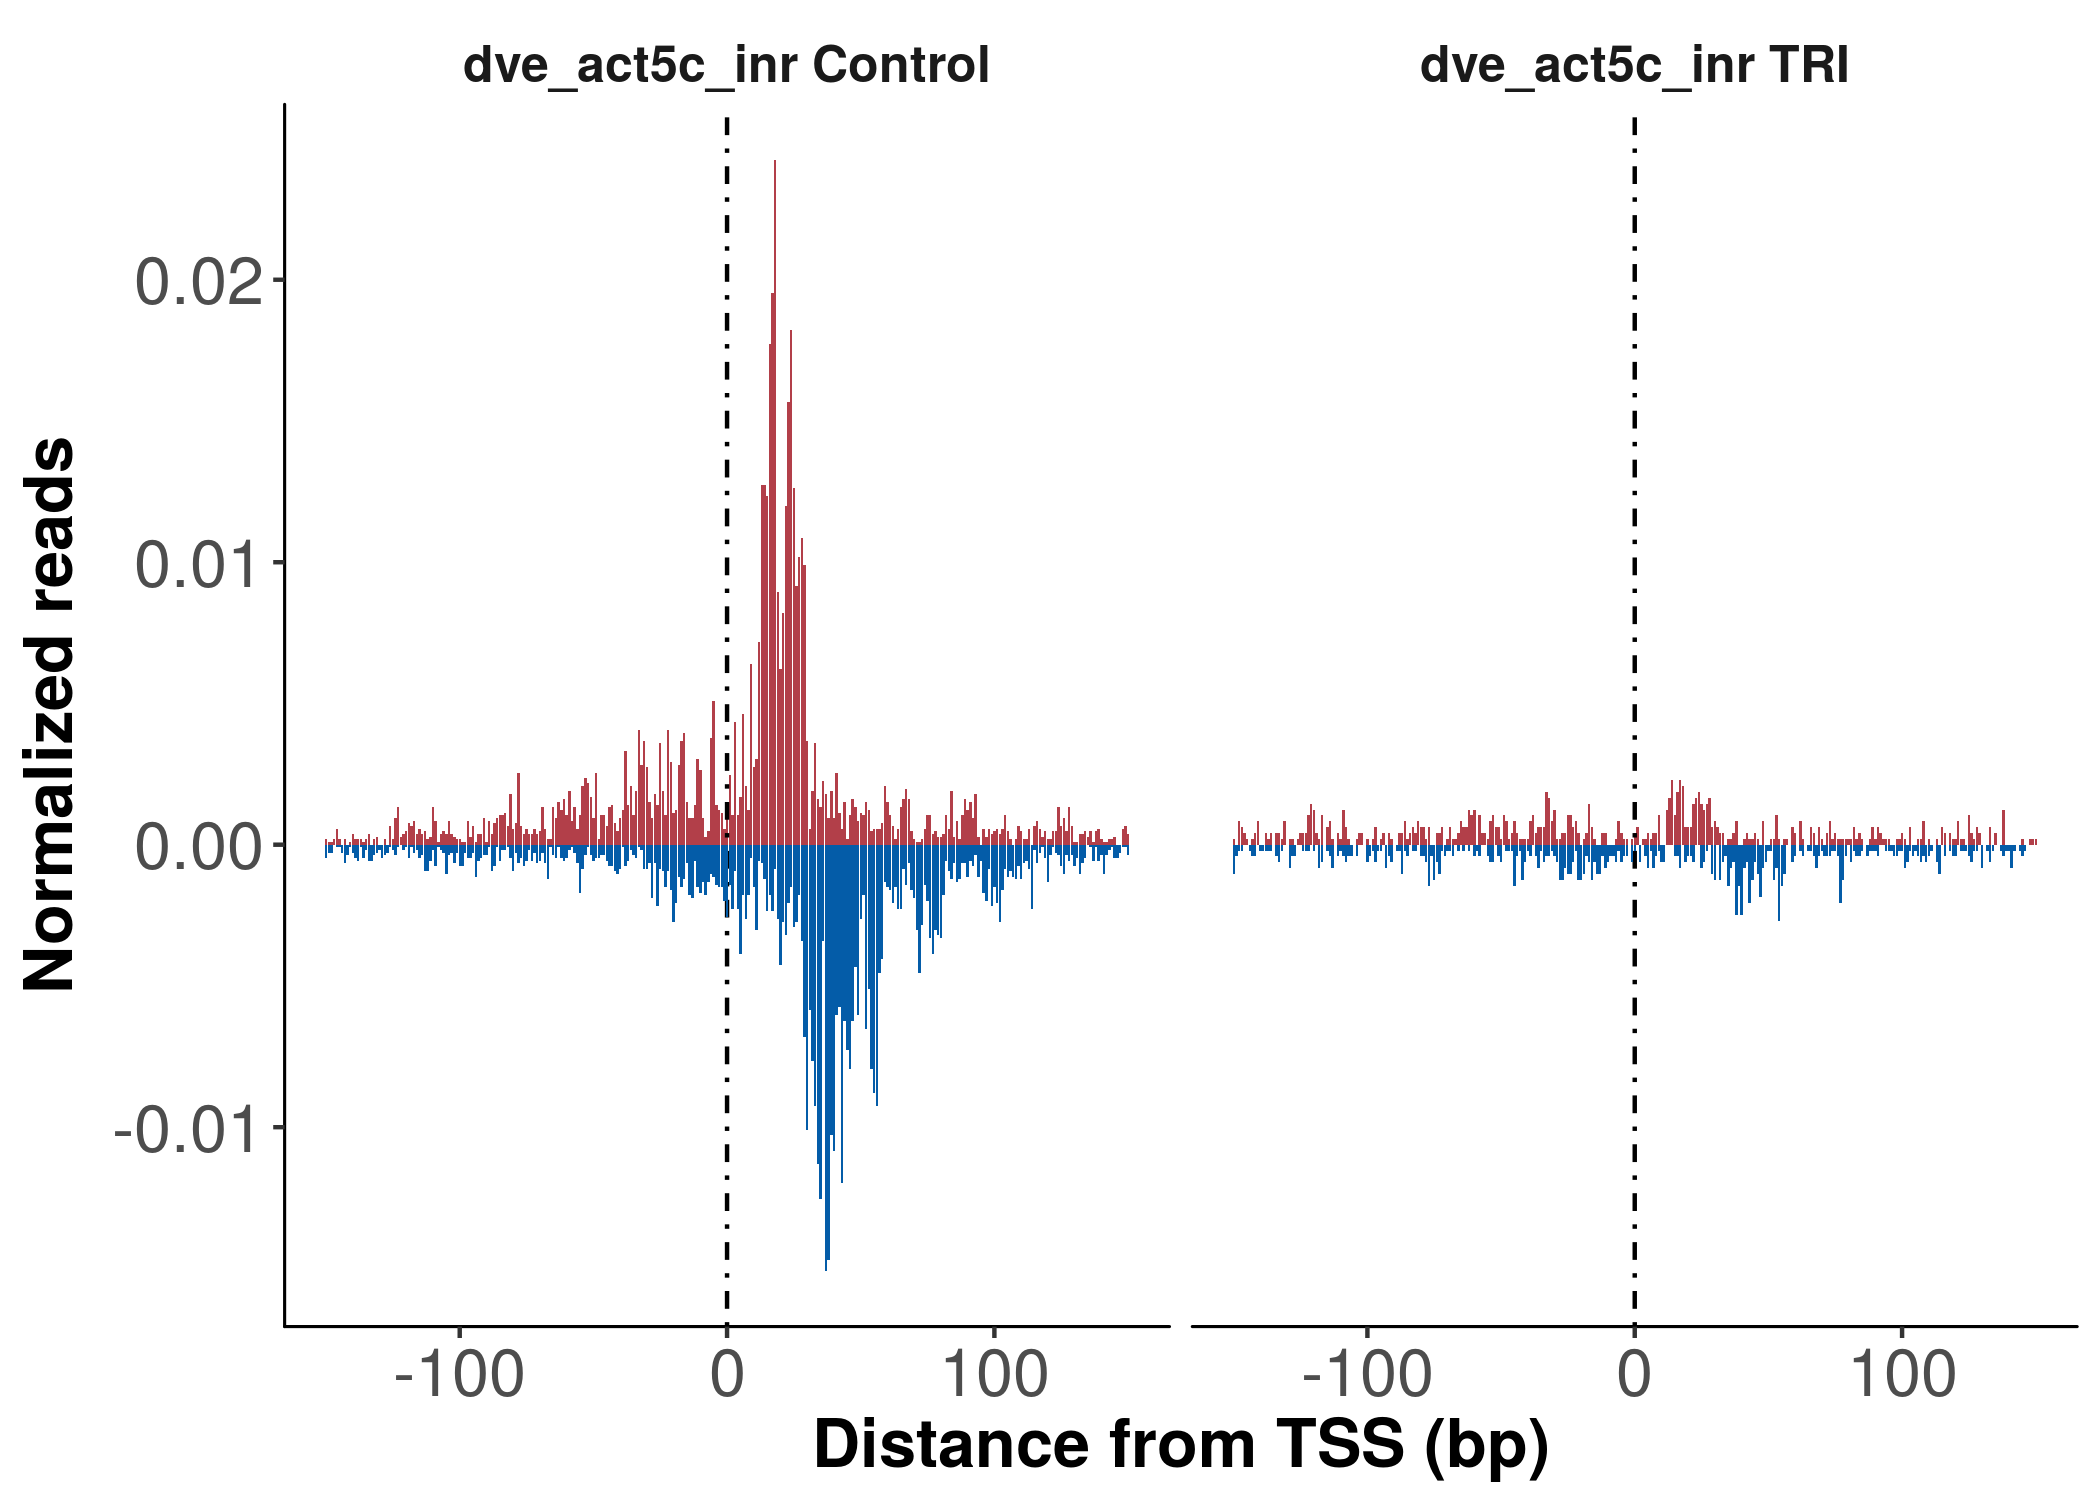 dve_act5c_inr Control
dve_act5c_inr TRI
0.02
0.01
0.00
-0.01
Normalized reads
-100
0
100
-100
0
100
Distance from TSS (bp)